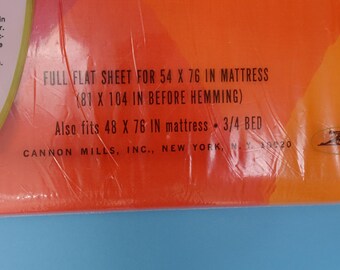 FULL FLAT SHEET FOR 54 X 76 IN MATTRESS
(81 X 104 IN BEFORE HEMMING)
Also fits 48 X 76 IN mattress • 3/4 BED
CANNON MILLS, INC., NEW YORK, N. Y. 10020